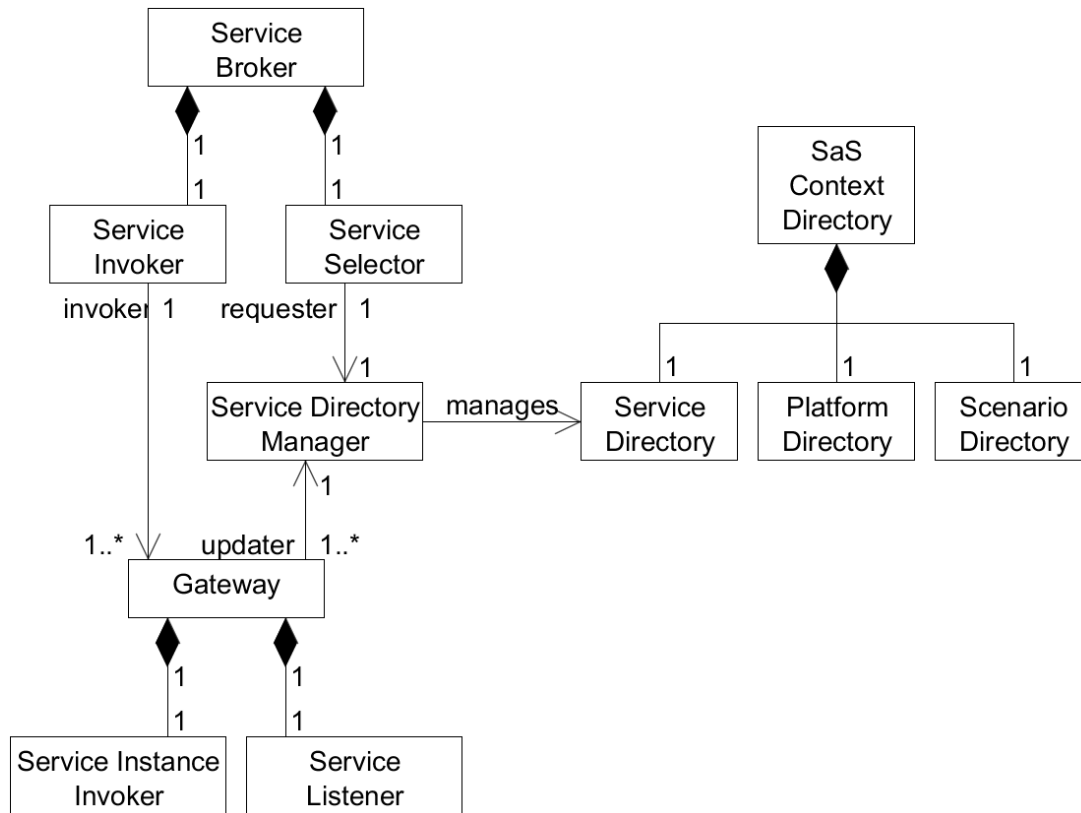 Service
Broker
1
1
1
1
SaS
Context
Directory
Service
Invoker
Service
Selector
invoker 1
requester 1
1
1
1
1
Service Directory
Manager
manages
Service
Directory
Platform
Directory
Scenario
Directory
1
1..*
updater 1..*
Gateway
1
1
1
1
Service Instance
Invoker
Service
Listener